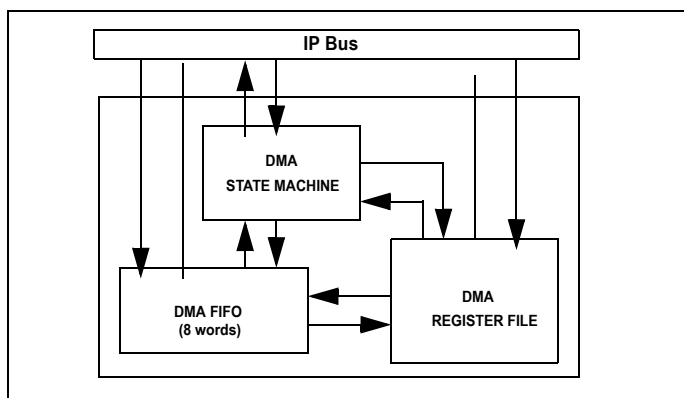 IP Bus
DMA
STATE MACHINE
DMA FIFO
(8 words)
DMA
REGISTER FILE